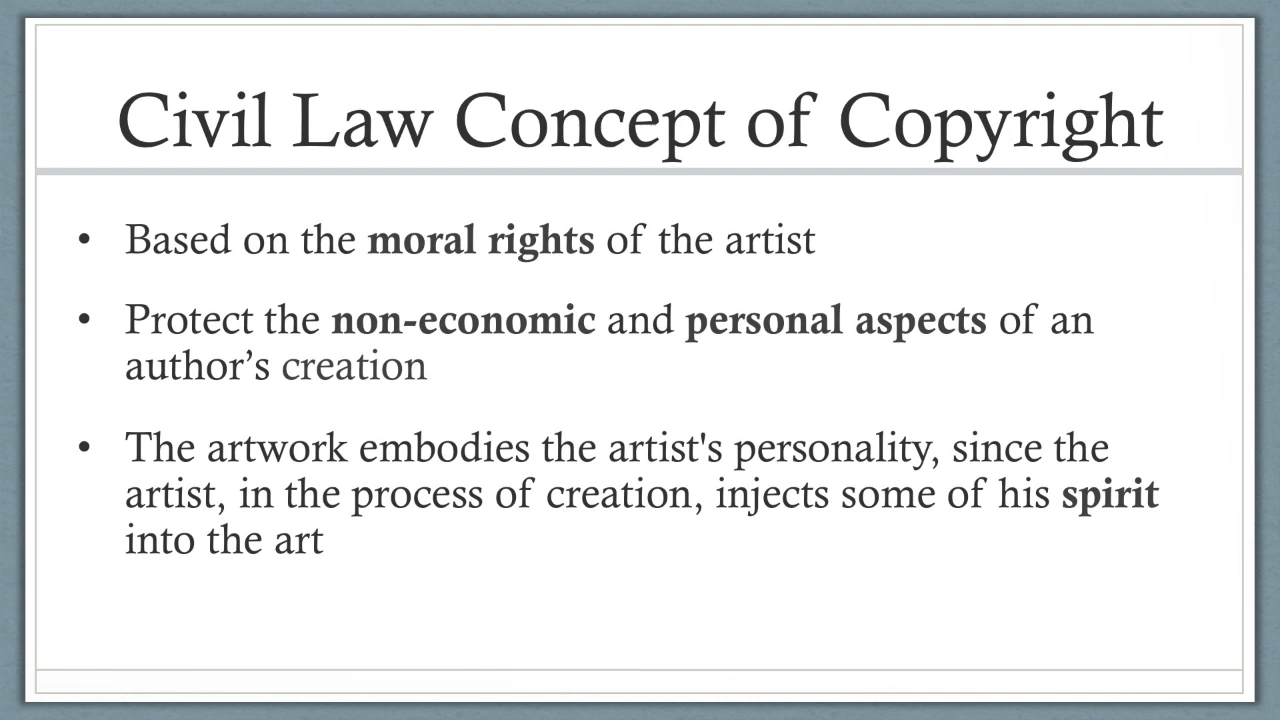 Civil Law Concept of Copyright
• Based on the moral rights of the artist
• Protect the non-economic and personal aspects of an
author’s creation
• The artwork embodies the artist's personality, since the
artist, in the process of creation, injects some of his spirit
into the art